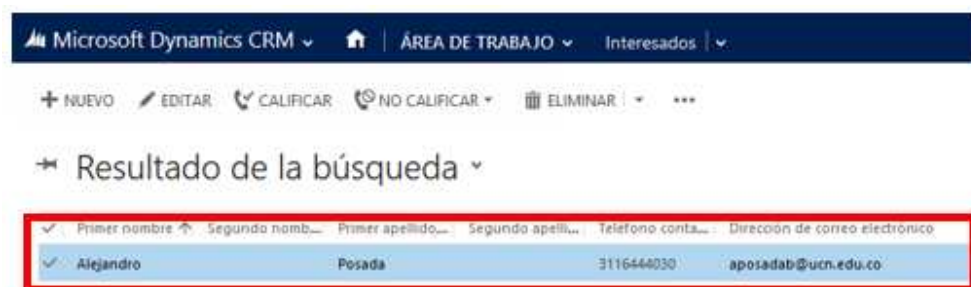 Microsoft Dynamics CRM ÁREA DE TRABAJO Interesados
NUEVO EDITAR CALIFICAR NO CALIFICAR ELIMINAR ...
Resultado de la búsqueda
Primer nombre Segundo nomb... Primer apellido... Segundo apelli... Teléfono conta... Dirección de correo electrónico
Alejandro Posada 3116444030 aposadab@ucn.edu.co